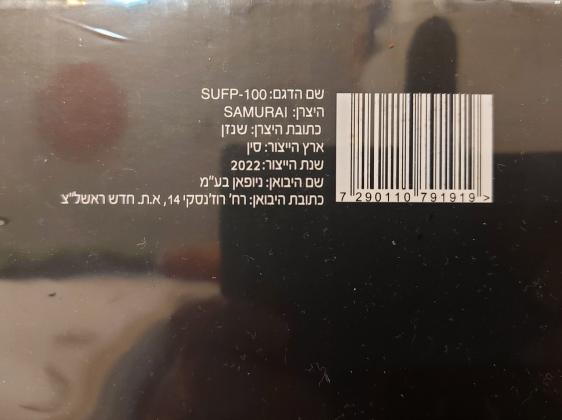 שם הדגם: SUFP-100
היצרן: SAMURAI
כתובת היצרן: שנזן
ארץ הייצור: סין
שנת הייצור: 2022
שם היבואן: ניופאן בע"מ
כתובת היבואן: רח' רוז'נסקי 14, א.ת. חדש ראשל"צ
7 290110 791919 >